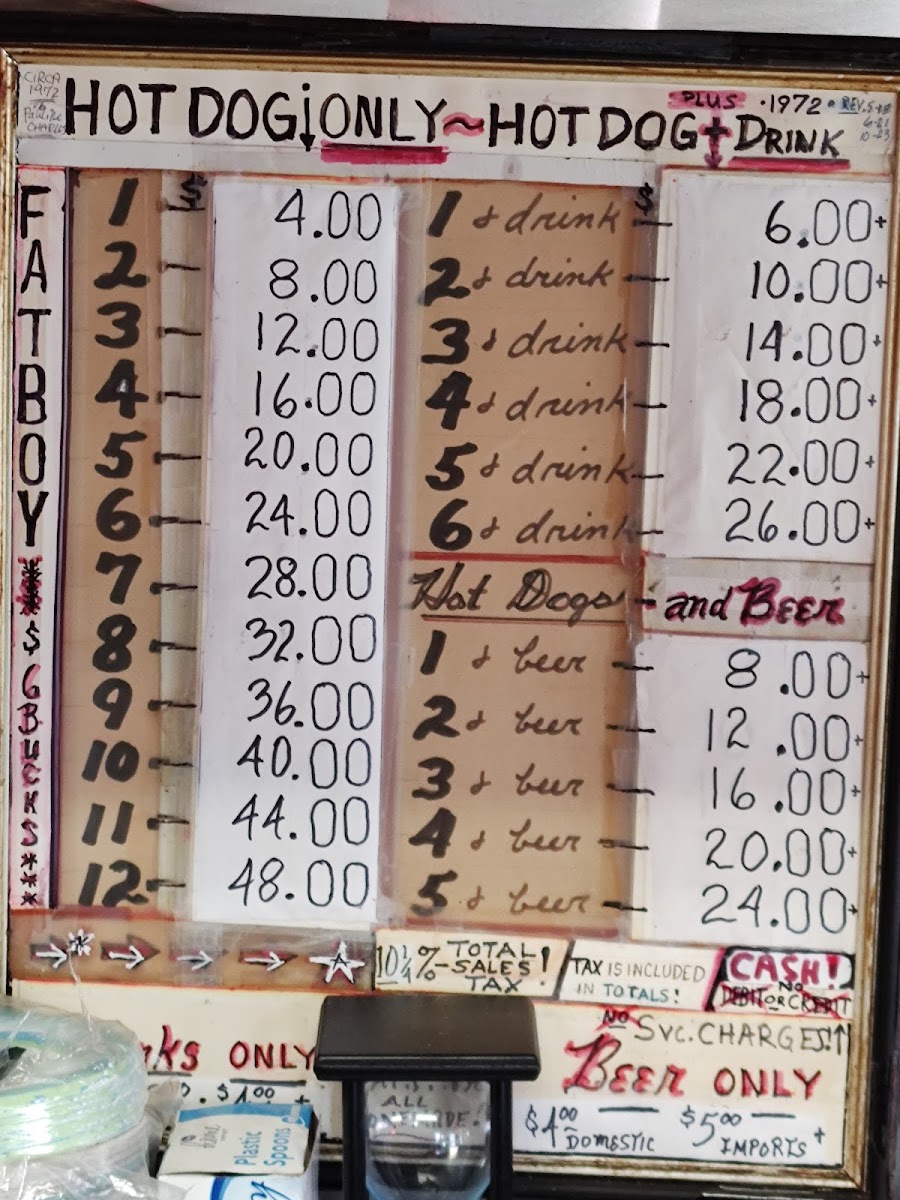 CIRCA
1972
HOT DOG ONLY ~ HOT DOG + DRINK
PLUS
.1972
REV.
FATBOY
*** $6 BUCKS ***
$
1 - 4.00
2 - 8.00
3 - 12.00
4 - 16.00
5 - 20.00
6 - 24.00
7 - 28.00
8 - 32.00
9 - 36.00
10 - 40.00
11 - 44.00
12 - 48.00
$
1 & drink - 6.00+
2 & drink - 10.00+
3 & drink - 14.00+
4 & drink - 18.00+
5 & drink - 22.00+
6 & drink - 26.00+
Hot Dogs - and BEER
1 & beer - 8.00+
2 & beer - 12.00+
3 & beer - 16.00+
4 & beer - 20.00+
5 & beer - 24.00+
10¼% TOTAL
SALES
TAX!
TAX IS INCLUDED
IN TOTALS!
CASH!
NO
DEBIT OR CREDIT
NO SVC. CHARGES!
ONLY
$1.00 +
ALL
BEER ONLY
$4.00 DOMESTIC
$5.00 IMPORTS +
Plastic
Spoons